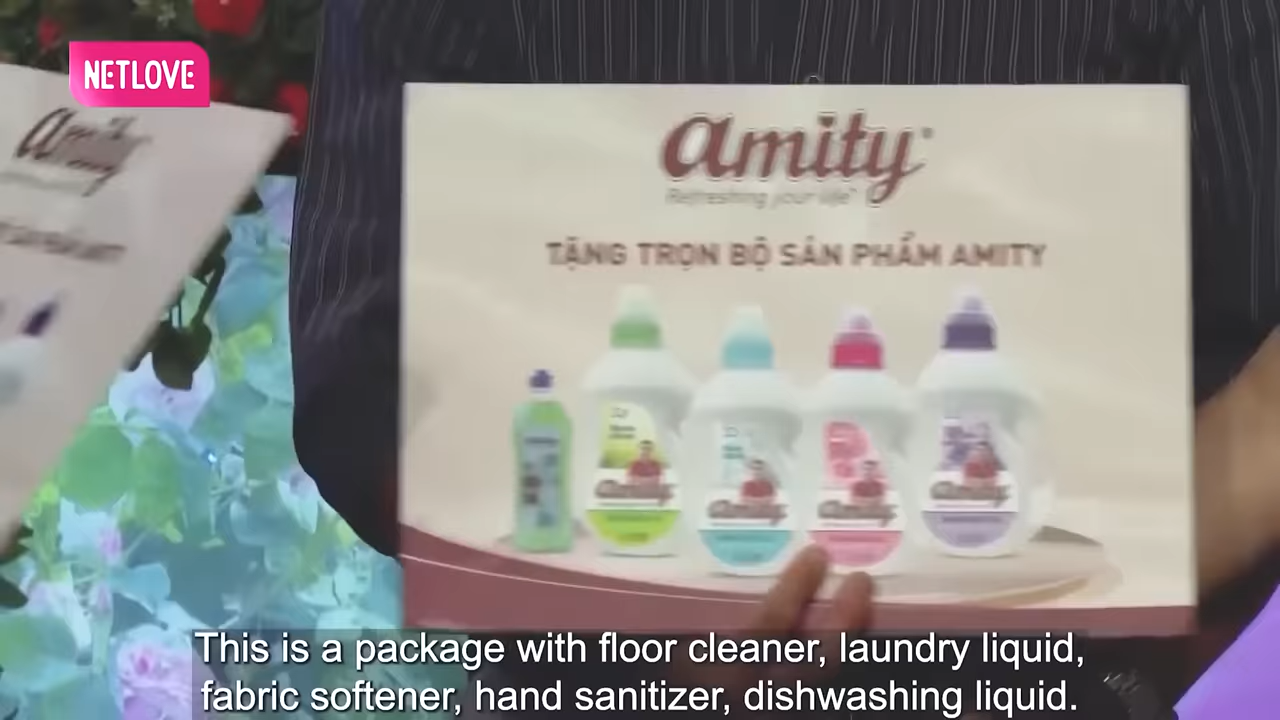 NETLOVE
amity
amity
Refreshing your life
TẶNG TRỌN BỘ SẢN PHẨM AMITY
amity
amity
amity
amity
This is a package with floor cleaner, laundry liquid,
fabric softener, hand sanitizer, dishwashing liquid.